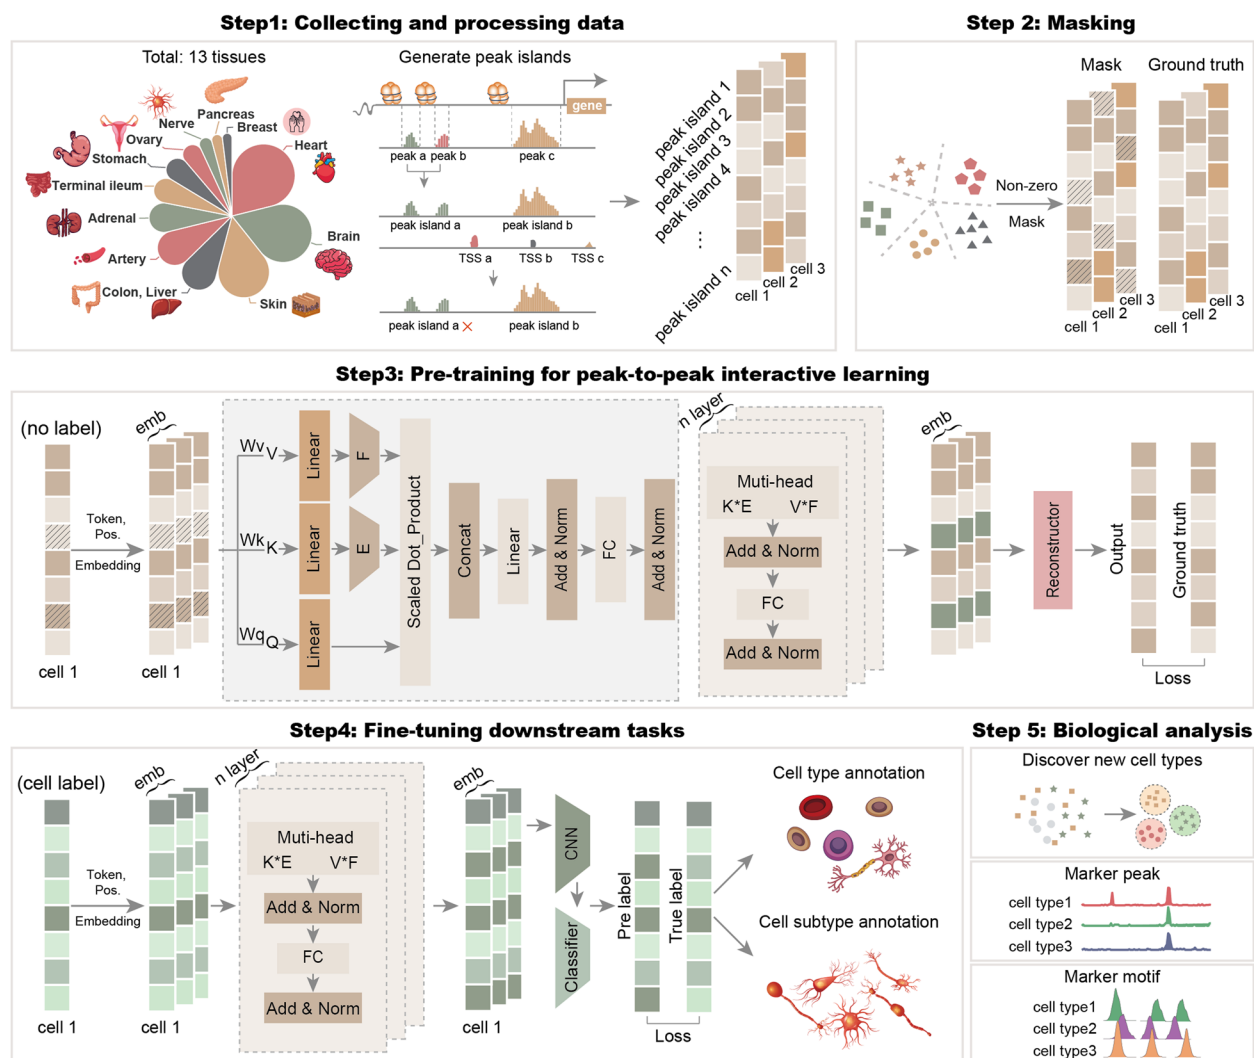 Step1: Collecting and processing data
Total: 13 tissues
Pancreas
Nerve
Breast
Ovary
Heart
Stomach
Terminal ileum
Adrenal
Brain
Artery
Colon, Liver
Skin
Generate peak islands
gene
peak a
peak b
peak c
peak island a
peak island b
TSS a
TSS b
TSS c
peak island a
peak island b
peak island 1
peak island 2
peak island 3
peak island 4
...
peak island n
cell 3
cell 2
cell 1
Step 2: Masking
Mask
Ground truth
Non-zero
Mask
cell 3
cell 2
cell 1
cell 3
cell 2
cell 1
Step3: Pre-training for peak-to-peak interactive learning
(no label)
cell 1
Token,
Pos.
Embedding
emb
cell 1
Wv V
Wk K
Wq Q
Linear
Linear
Linear
F
E
Scaled Dot_Product
Concat
Linear
Add & Norm
FC
Add & Norm
n layer
Muti-head
K*E V*F
Add & Norm
FC
Add & Norm
emb
Reconstructor
Output
Ground truth
Loss
Step4: Fine-tuning downstream tasks
(cell label)
cell 1
Token,
Pos.
Embedding
emb
cell 1
n layer
Muti-head
K*E V*F
Add & Norm
FC
Add & Norm
emb
cell 1
CNN
Classifier
Pre label
True label
Loss
Cell type annotation
Cell subtype annotation
Step 5: Biological analysis
Discover new cell types
Marker peak
cell type1
cell type2
cell type3
Marker motif
cell type1
cell type2
cell type3